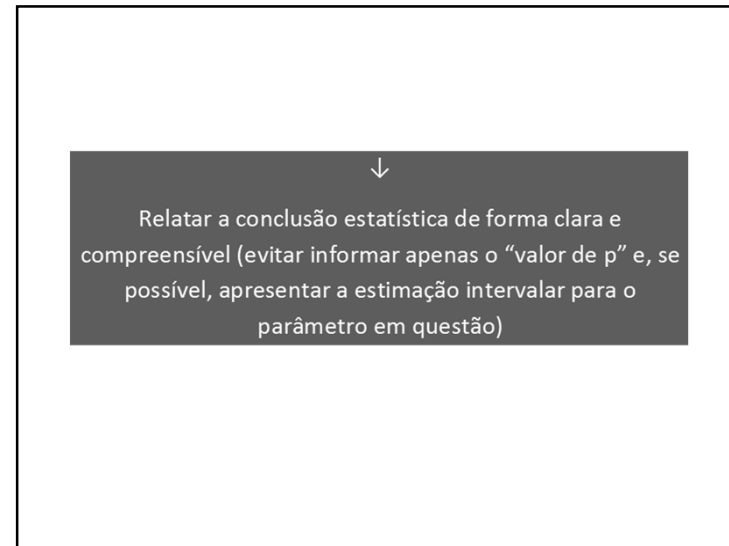 ↓
Relatar a conclusão estatística de forma clara e
compreensível (evitar informar apenas o “valor de p” e, se
possível, apresentar a estimação intervalar para o
parâmetro em questão)